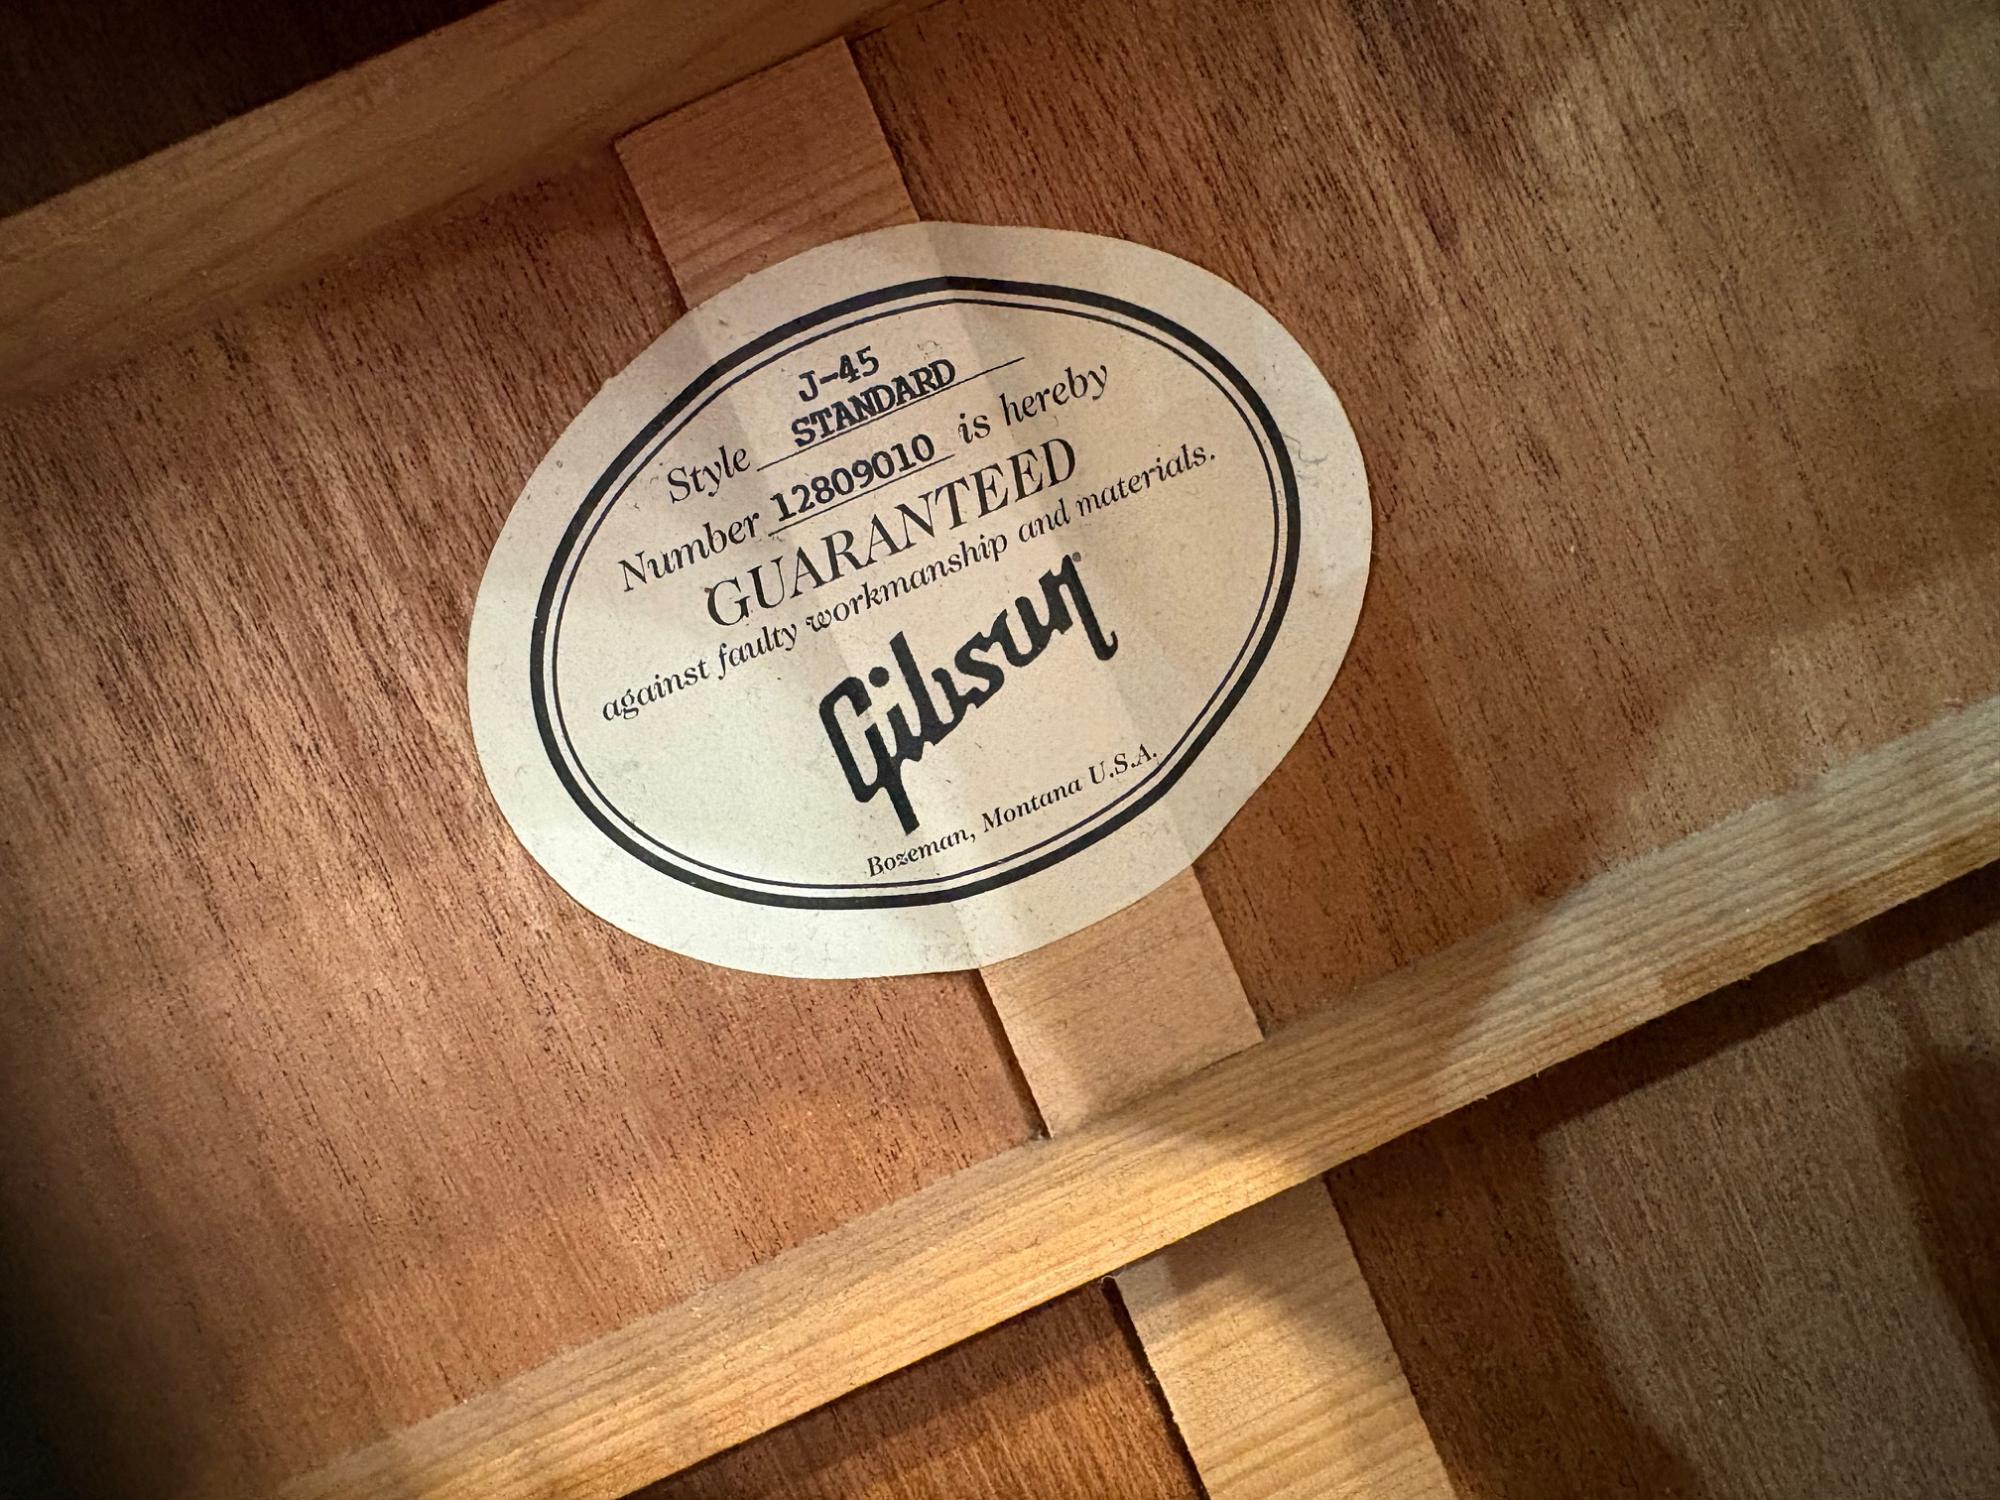 J-45
Style STANDARD
Number 12809010 is hereby
GUARANTEED
against faulty workmanship and materials.
Gibson
Bozeman, Montana U.S.A.